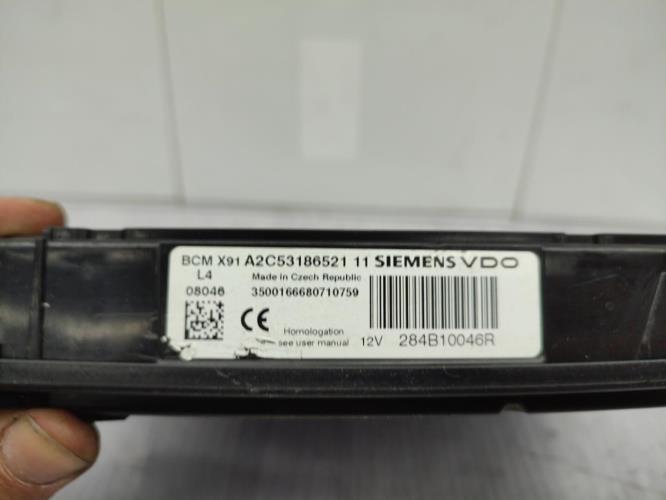 BCM X91 A2C53186521 11 SIEMENS VDO
L4 Made in Czech Republic
08046 3500166680710759
CE Homologation
see user manual 12V 284B10046R